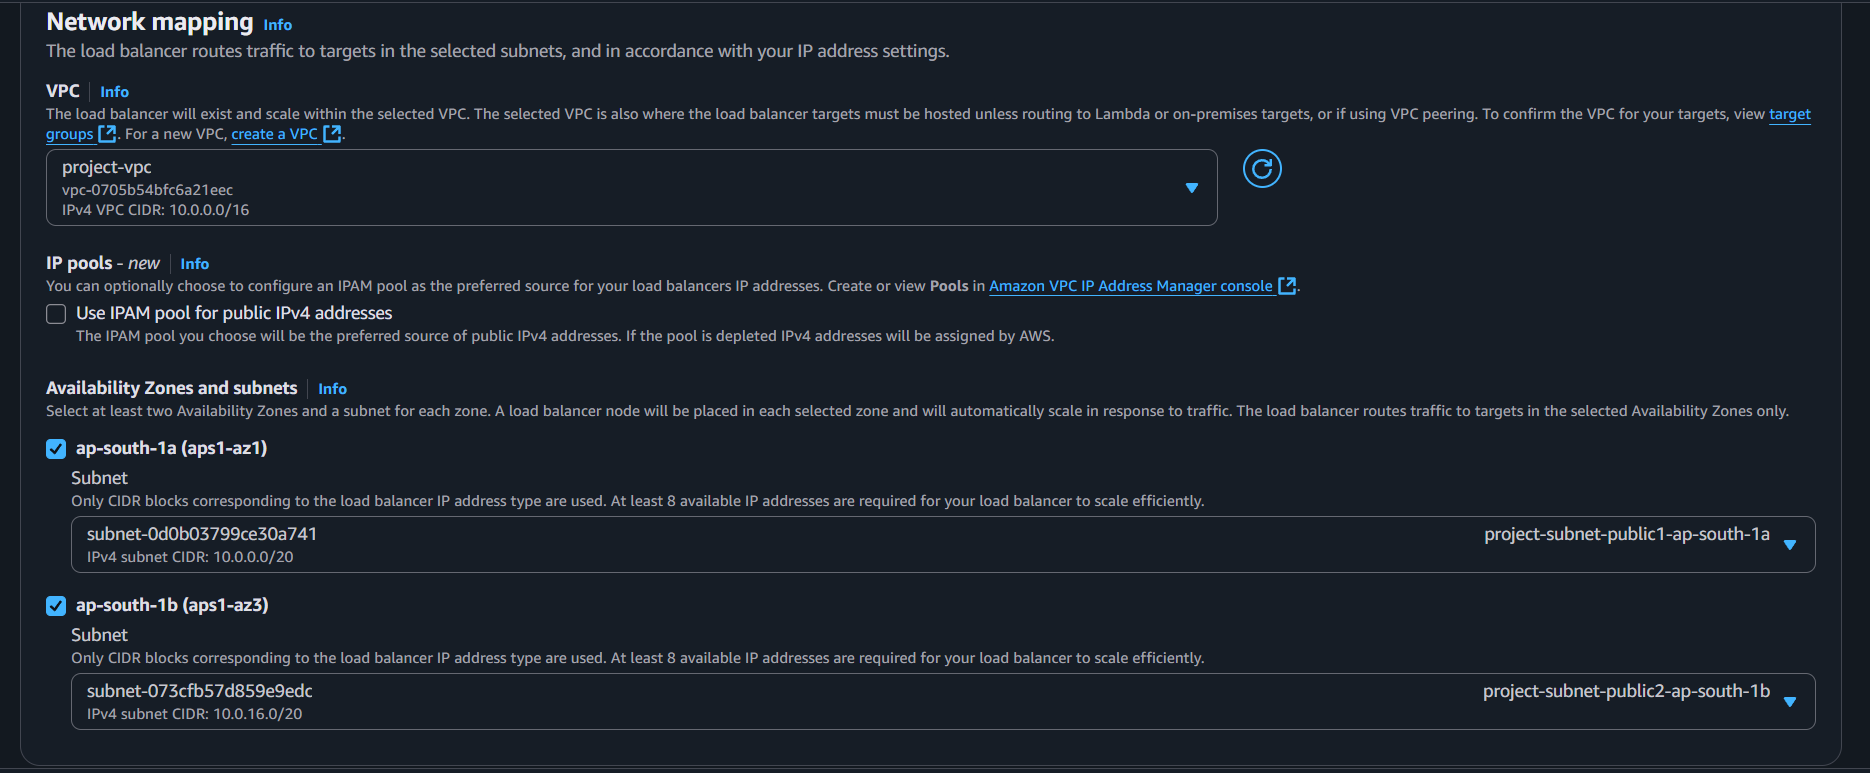 Network mapping Info
The load balancer routes traffic to targets in the selected subnets, and in accordance with your IP address settings.
VPC Info
The load balancer will exist and scale within the selected VPC. The selected VPC is also where the load balancer targets must be hosted unless routing to Lambda or on-premises targets, or if using VPC peering. To confirm the VPC for your targets, view target
groups. For a new VPC, create a VPC.
project-vpc
vpc-0705b54bfc6a21eec
IPv4 VPC CIDR: 10.0.0.0/16
IP pools - new Info
You can optionally choose to configure an IPAM pool as the preferred source for your load balancers IP addresses. Create or view Pools in Amazon VPC IP Address Manager console.
Use IPAM pool for public IPv4 addresses
The IPAM pool you choose will be the preferred source of public IPv4 addresses. If the pool is depleted IPv4 addresses will be assigned by AWS.
Availability Zones and subnets Info
Select at least two Availability Zones and a subnet for each zone. A load balancer node will be placed in each selected zone and will automatically scale in response to traffic. The load balancer routes traffic to targets in the selected Availability Zones only.
ap-south-1a (aps1-az1)
Subnet
Only CIDR blocks corresponding to the load balancer IP address type are used. At least 8 available IP addresses are required for your load balancer to scale efficiently.
subnet-0d0b03799ce30a741 project-subnet-public1-ap-south-1a
IPv4 subnet CIDR: 10.0.0.0/20
ap-south-1b (aps1-az3)
Subnet
Only CIDR blocks corresponding to the load balancer IP address type are used. At least 8 available IP addresses are required for your load balancer to scale efficiently.
subnet-073cfb57d859e9edc project-subnet-public2-ap-south-1b
IPv4 subnet CIDR: 10.0.16.0/20